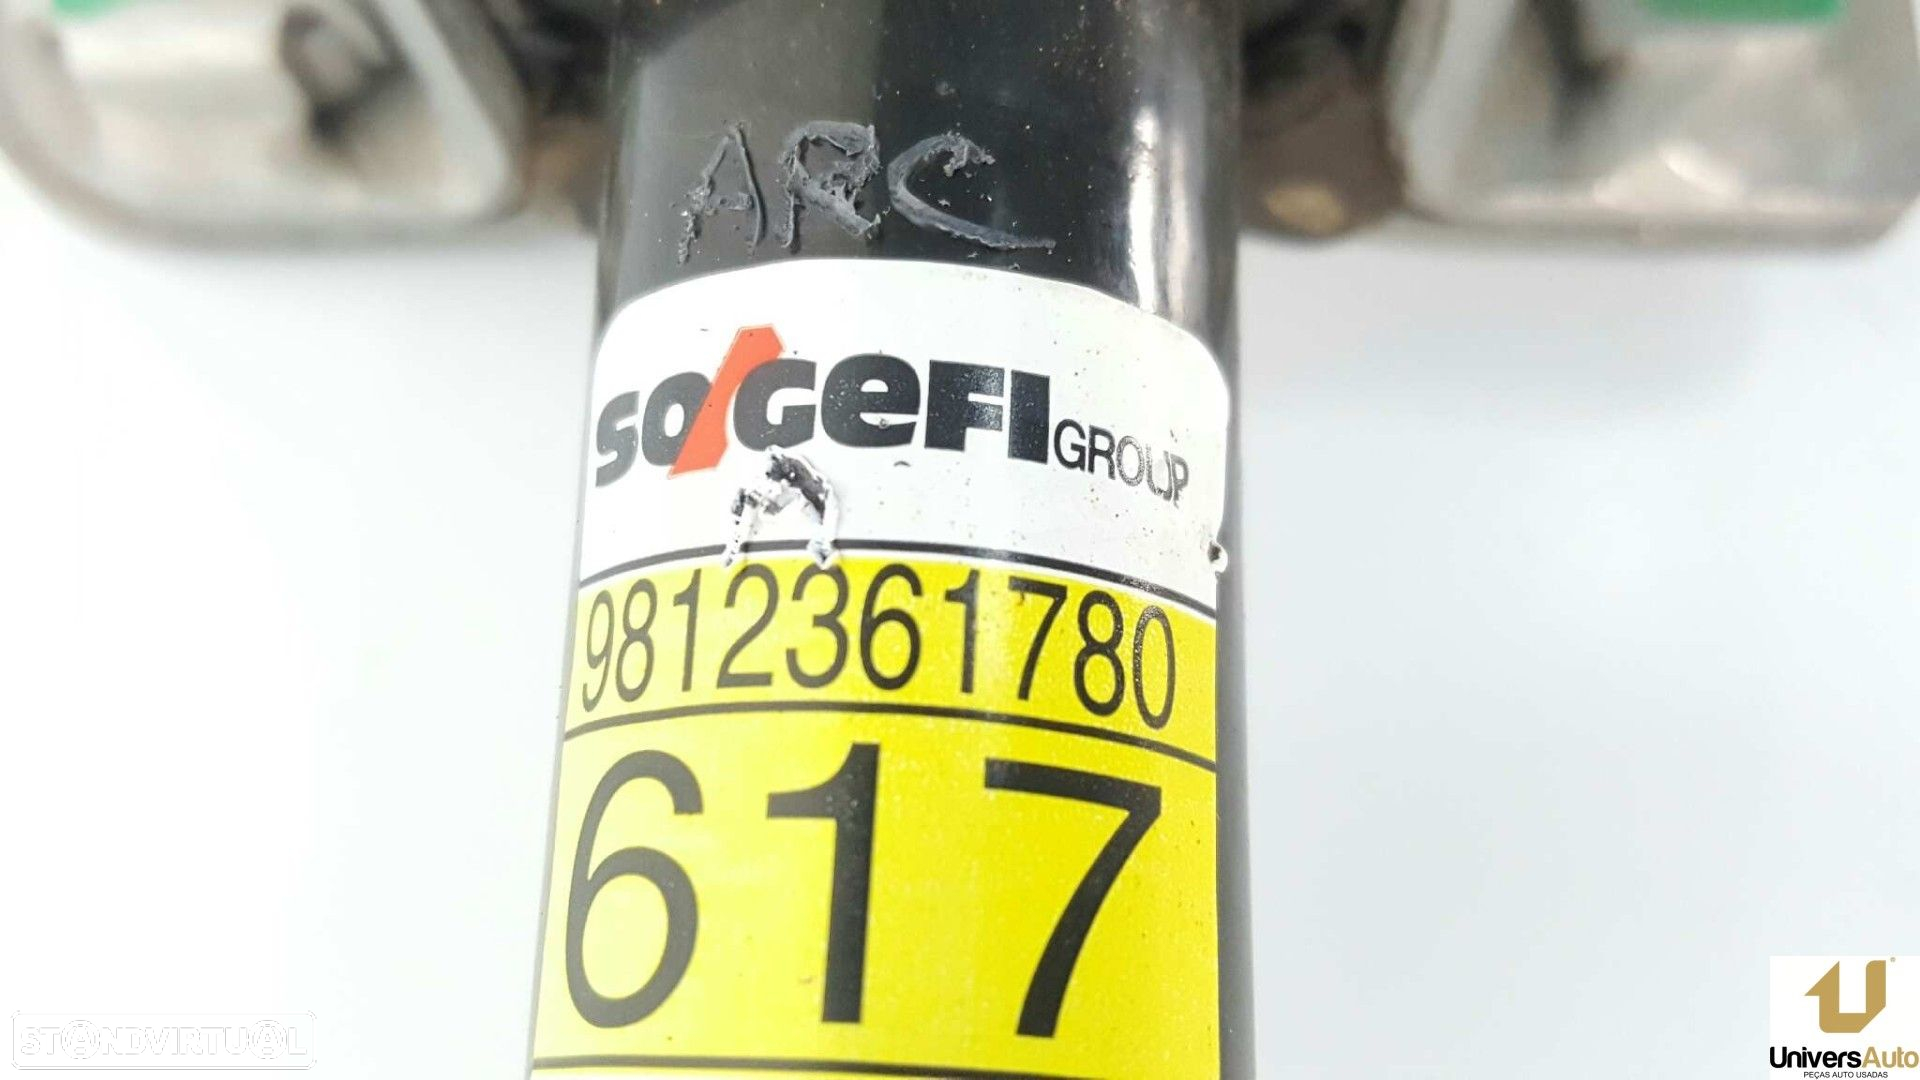 ARC
SOGEFI GROUP
9812361780
617
STANDVIRTUAL
UniversAuto
PEÇAS AUTO USADAS